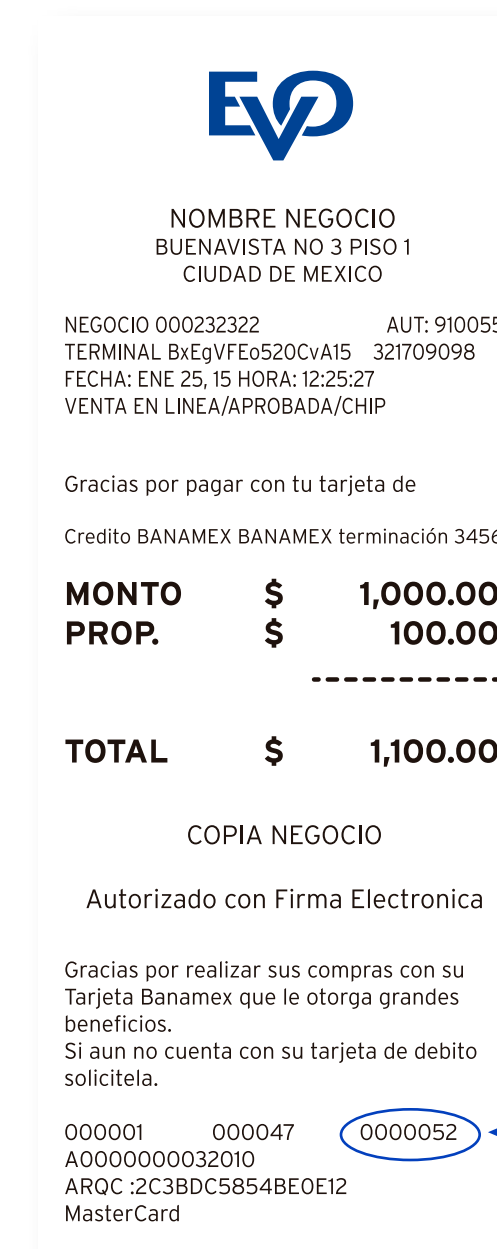 EVO
NOMBRE NEGOCIO
BUENAVISTA NO 3 PISO 1
CIUDAD DE MEXICO
NEGOCIO 000232322 AUT: 910055
TERMINAL BxEgVFEo520CvA15 321709098
FECHA: ENE 25, 15 HORA: 12:25:27
VENTA EN LINEA/APROBADA/CHIP
Gracias por pagar con tu tarjeta de
Credito BANAMEX BANAMEX terminación 3456
MONTO $ 1,000.00
PROP. $ 100.00
-----------
TOTAL $ 1,100.00
COPIA NEGOCIO
Autorizado con Firma Electronica
Gracias por realizar sus compras con su
Tarjeta Banamex que le otorga grandes
beneficios.
Si aun no cuenta con su tarjeta de debito
solicitela.
000001 000047 0000052
A0000000032010
ARQC :2C3BDC5854BE0E12
MasterCard